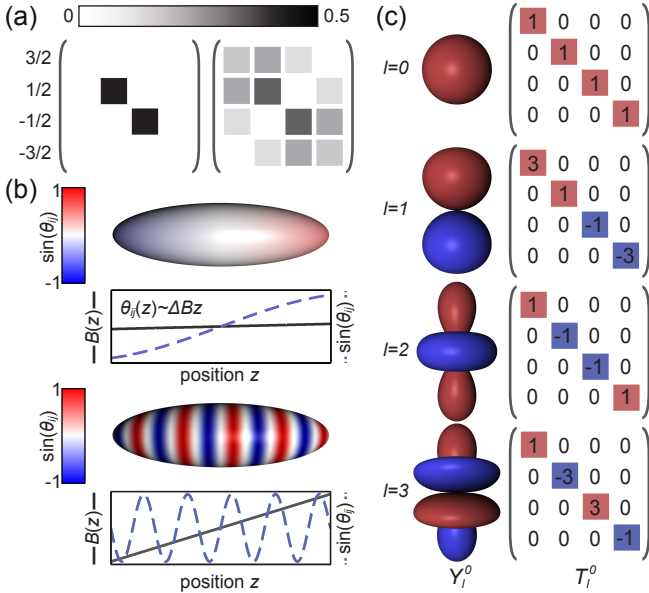 (a)
0 0.5
3/2
1/2
-1/2
-3/2
(b)
1
sin(θij)
-1
B(z)
θij(z)~ΔBz
sin(θij)
position z
1
sin(θij)
-1
B(z)
sin(θij)
position z
(c)
l=0
1 0 0 0
0 1 0 0
0 0 1 0
0 0 0 1
l=1
3 0 0 0
0 1 0 0
0 0 -1 0
0 0 0 -3
l=2
1 0 0 0
0 -1 0 0
0 0 -1 0
0 0 0 1
l=3
1 0 0 0
0 -3 0 0
0 0 3 0
0 0 0 -1
Yl0 Tl0